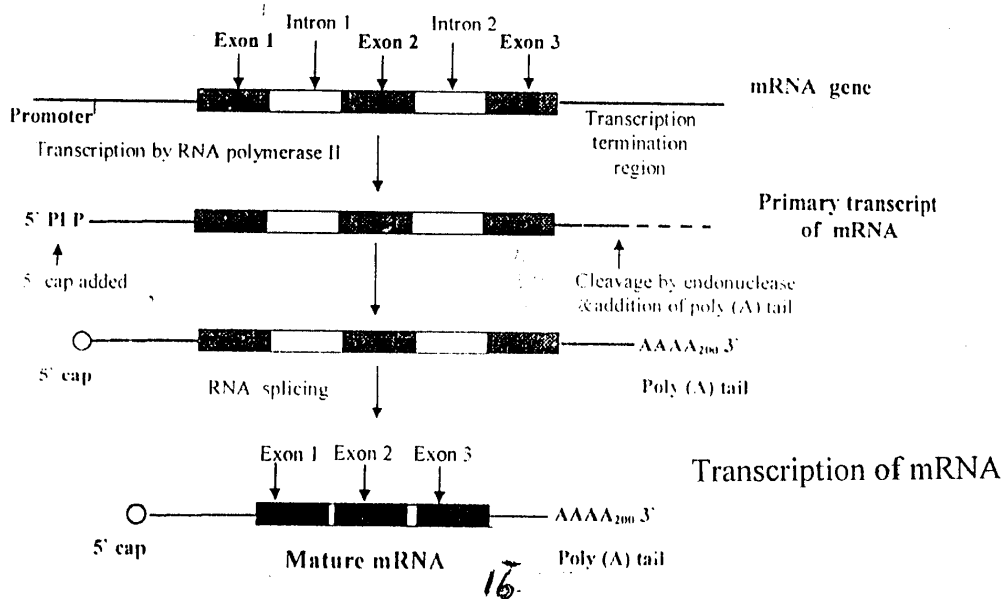 Intron 1 Intron 2
Exon 1 Exon 2 Exon 3
mRNA gene
Promoter
Transcription
termination
region
Transcription by RNA polymerase II
5' P P P
Primary transcript
of mRNA
5' cap added
Cleavage by endonuclease
&addition of poly (A) tail
AAAA200 3'
5' cap
RNA splicing
Poly (A) tail
Exon 1 Exon 2 Exon 3
Transcription of mRNA
AAAA200 3'
5' cap
Mature mRNA
Poly (A) tail